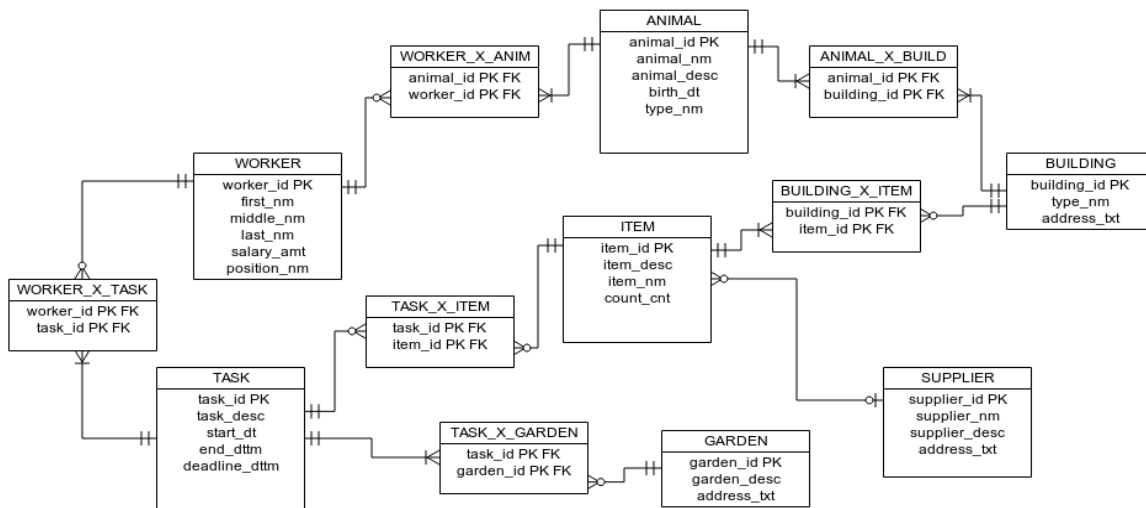 ANIMAL
animal_id PK
animal_nm
animal_desc
birth_dt
type_nm
WORKER_X_ANIM
animal_id PK FK
worker_id PK FK
ANIMAL_X_BUILD
animal_id PK FK
building_id PK FK
WORKER
worker_id PK
first_nm
middle_nm
last_nm
salary_amt
position_nm
BUILDING
building_id PK
type_nm
address_txt
BUILDING_X_ITEM
building_id PK FK
item_id PK FK
ITEM
item_id PK
item_desc
item_nm
count_cnt
WORKER_X_TASK
worker_id PK FK
task_id PK FK
TASK_X_ITEM
task_id PK FK
item_id PK FK
TASK
task_id PK
task_desc
start_dt
end_dttm
deadline_dttm
SUPPLIER
supplier_id PK
supplier_nm
supplier_desc
address_txt
TASK_X_GARDEN
task_id PK FK
garden_id PK FK
GARDEN
garden_id PK
garden_desc
address_txt